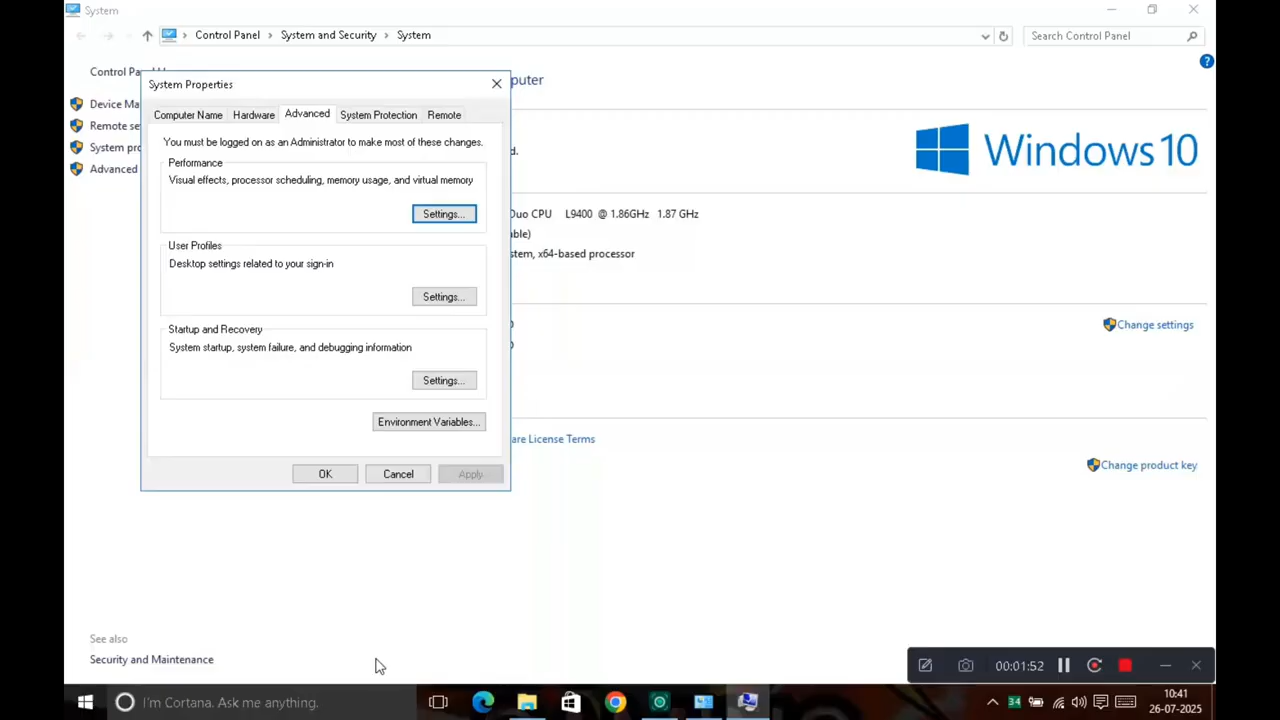 System
Control Panel > System and Security > System
Search Control Panel
Control Pa
puter
System Properties
Device Ma
Remote se
System pro
Advanced
Computer Name Hardware Advanced System Protection Remote
You must be logged on as an Administrator to make most of these changes.
Performance
Visual effects, processor scheduling, memory usage, and virtual memory
Settings...
User Profiles
Desktop settings related to your sign-in
Settings...
Startup and Recovery
System startup, system failure, and debugging information
Settings...
Environment Variables...
OK Cancel Apply
d.
Windows 10
Duo CPU L9400 @ 1.86GHz 1.87 GHz
able)
stem, x64-based processor
Change settings
are License Terms
Change product key
See also
Security and Maintenance
00:01:52
I'm Cortana. Ask me anything.
34
10:41
26-07-2025